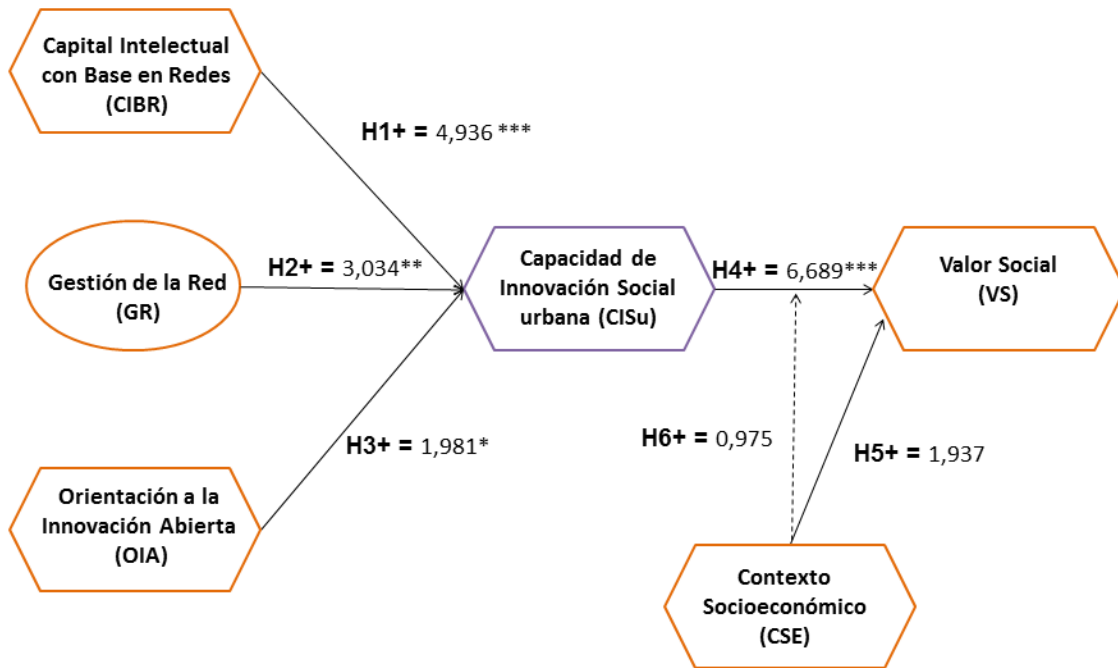 Capital Intelectual
con Base en Redes
(CIBR)
H1+ = 4,936 ***
Gestión de la Red
(GR)
H2+ = 3,034**
Capacidad de
Innovación Social
urbana (CISu)
H4+ = 6,689***
Valor Social
(VS)
H3+ = 1,981*
H6+ = 0,975
H5+ = 1,937
Orientación a la
Innovación Abierta
(OIA)
Contexto
Socioeconómico
(CSE)